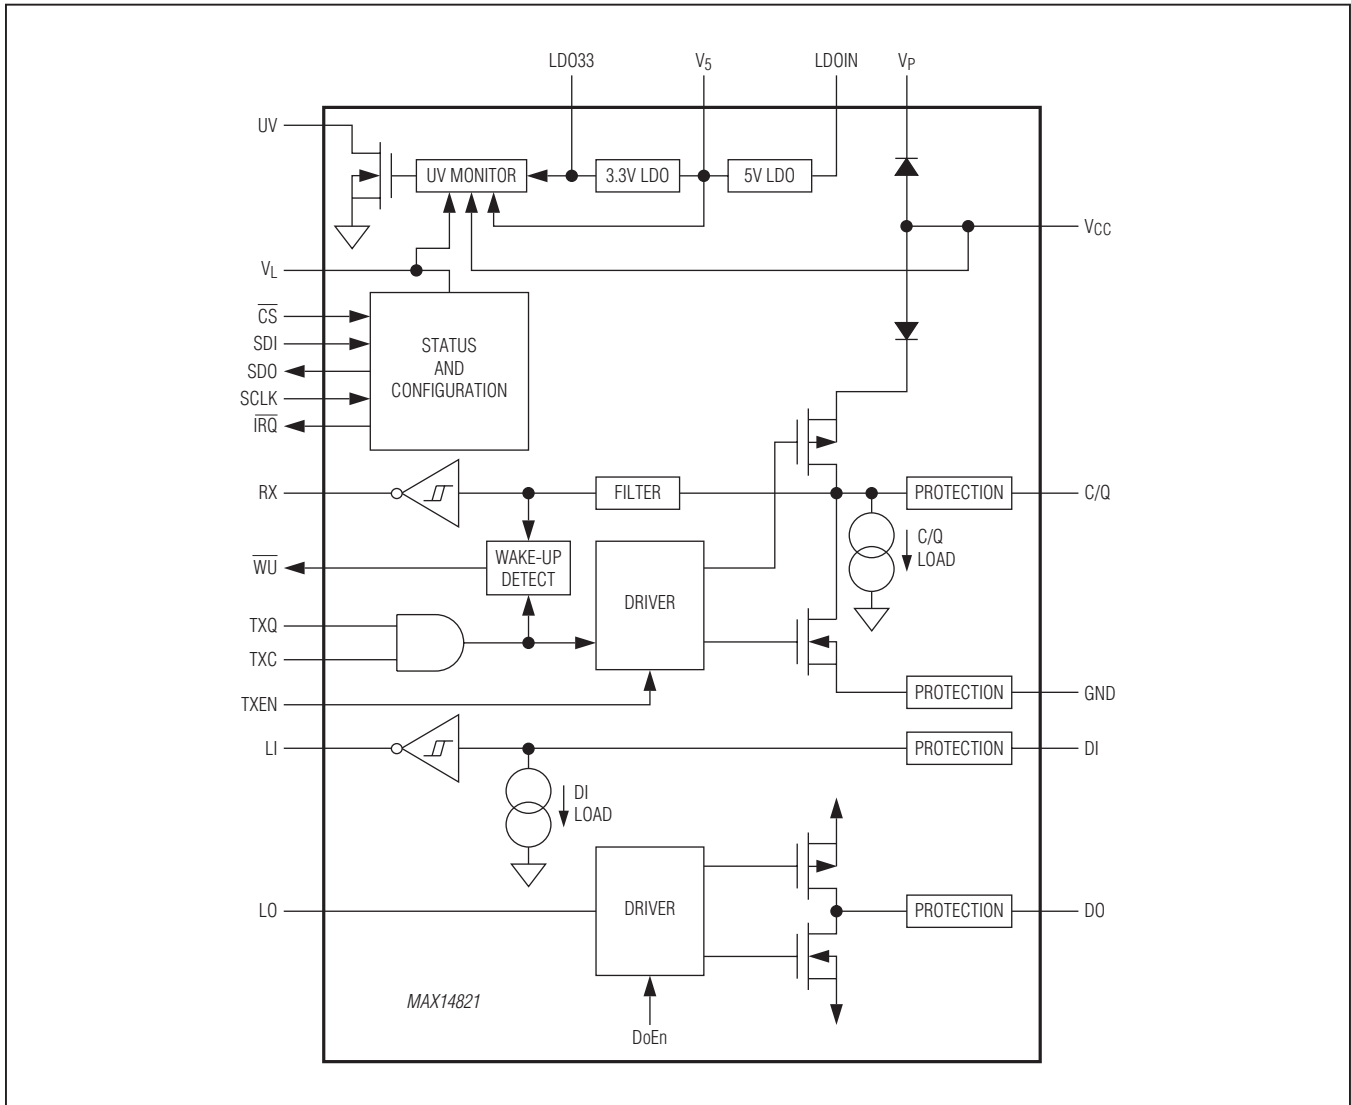 LDO33
V5
LDOIN
VP
UV
UV MONITOR
3.3V LDO
5V LDO
VCC
VL
CS
SDI
SDO
SCLK
IRQ
STATUS
AND
CONFIGURATION
RX
FILTER
PROTECTION
C/Q
C/Q
LOAD
WU
WAKE-UP
DETECT
DRIVER
TXQ
TXC
TXEN
PROTECTION
GND
LI
PROTECTION
DI
DI
LOAD
LO
DRIVER
PROTECTION
DO
MAX14821
DoEn